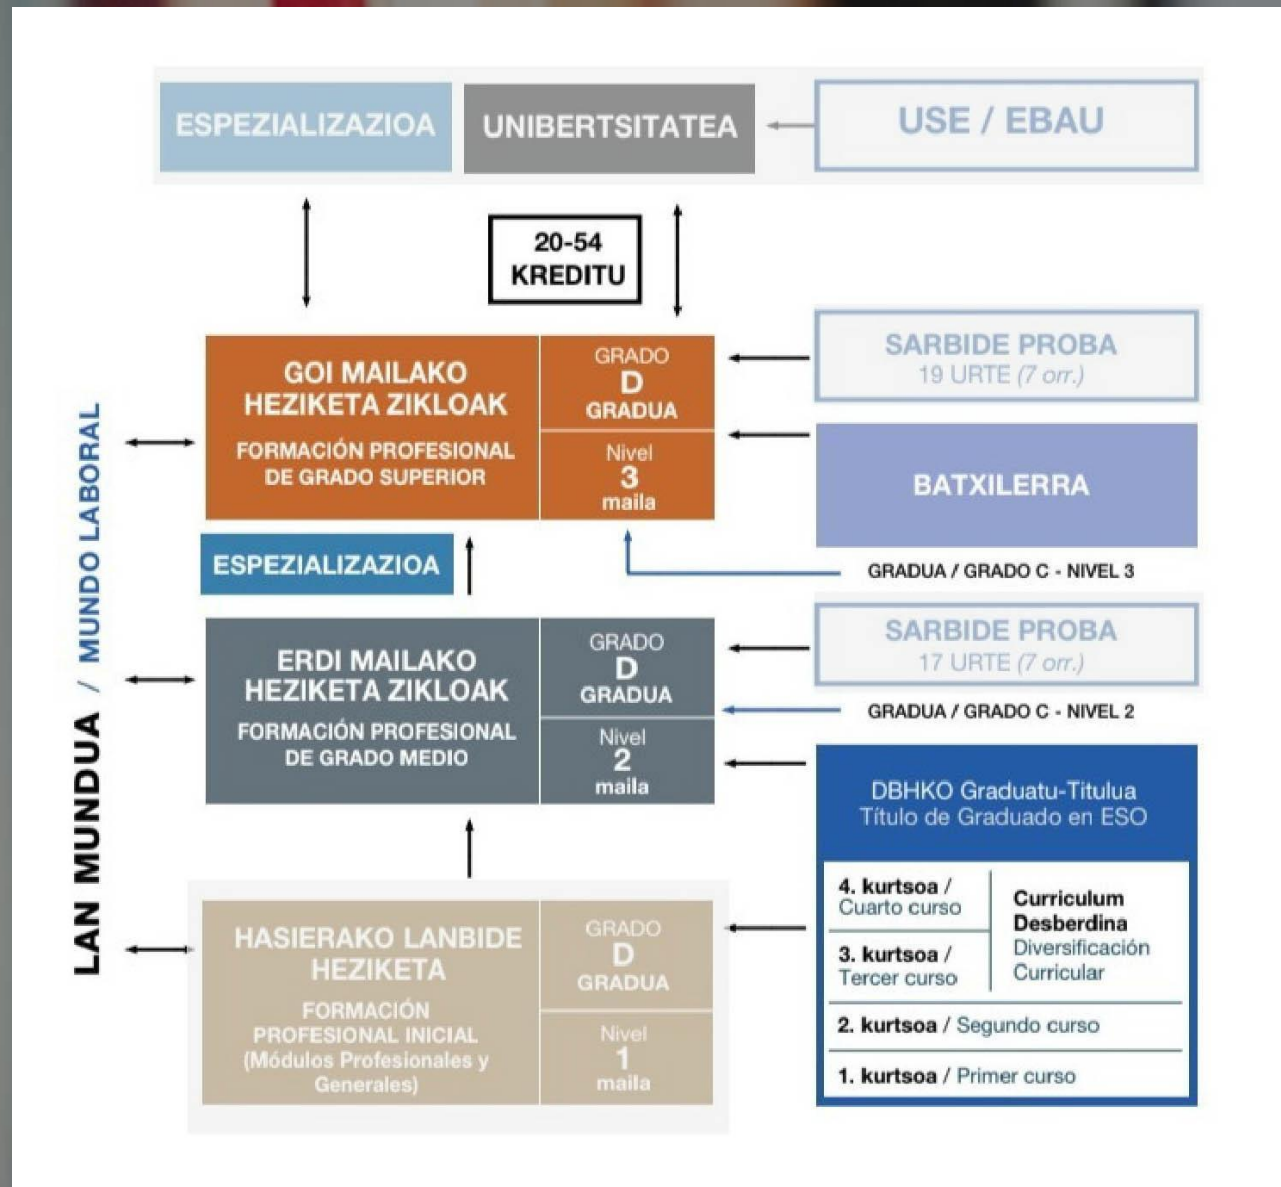 ESPEZIALIZAZIOA
UNIBERTSITATEA
USE / EBAU
20-54
KREDITU
GOI MAILAKO
HEZIKETA ZIKLOAK
FORMACIÓN PROFESIONAL
DE GRADO SUPERIOR
GRADO
D
GRADUA
Nivel
3
maila
SARBIDE PROBA
19 URTE (7 orr.)
BATXILERRA
GRADUA / GRADO C - NIVEL 3
ESPEZIALIZAZIOA
LAN MUNDUA / MUNDO LABORAL
ERDI MAILAKO
HEZIKETA ZIKLOAK
FORMACIÓN PROFESIONAL
DE GRADO MEDIO
GRADO
D
GRADUA
Nivel
2
maila
SARBIDE PROBA
17 URTE (7 orr.)
GRADUA / GRADO C - NIVEL 2
DBHKO Graduatu-Titulua
Título de Graduado en ESO
4. kurtsoa /
Cuarto curso
3. kurtsoa /
Tercer curso
Curriculum
Desberdina
Diversificación
Curricular
2. kurtsoa / Segundo curso
1. kurtsoa / Primer curso
HASIERAKO LANBIDE
HEZIKETA
FORMACIÓN
PROFESIONAL INICIAL
(Módulos Profesionales y
Generales)
GRADO
D
GRADUA
Nivel
1
maila